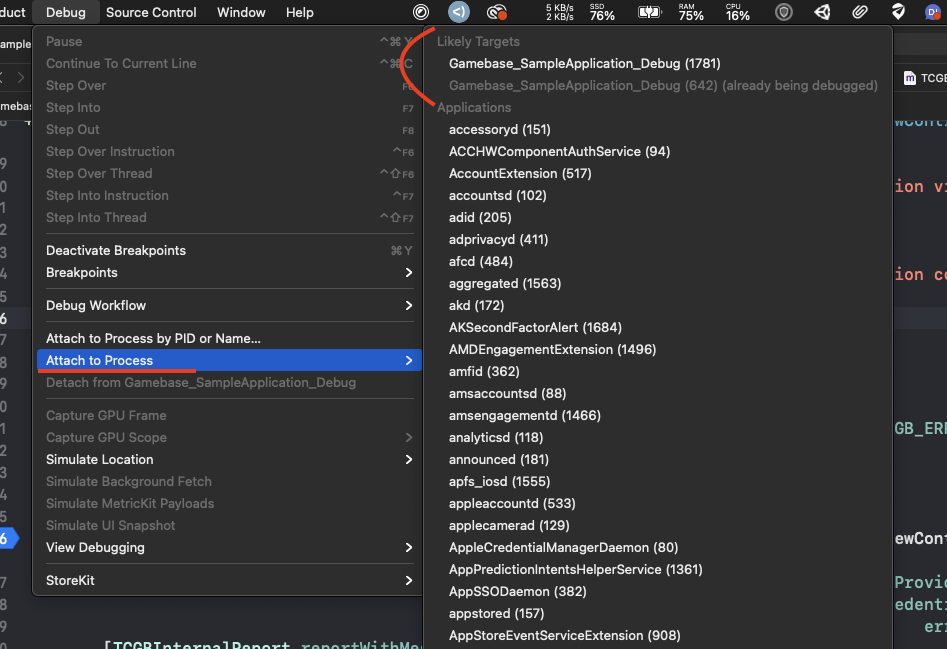 duct Debug Source Control Window Help 5 KB/s 2 KB/s SSD 76% RAM 75% CPU 16%
Pause ^⌘Y
Continue To Current Line ^⌘C
Step Over F6
Step Into F7
Step Out F8
Step Over Instruction ^F6
Step Over Thread ^⇧F6
Step Into Instruction ^F7
Step Into Thread ^⇧F7
Deactivate Breakpoints ⌘Y
Breakpoints
Debug Workflow
Attach to Process by PID or Name...
Attach to Process
Detach from Gamebase_SampleApplication_Debug
Capture GPU Frame
Capture GPU Scope
Simulate Location
Simulate Background Fetch
Simulate MetricKit Payloads
Simulate UI Snapshot
View Debugging
StoreKit
Likely Targets
Gamebase_SampleApplication_Debug (1781)
Gamebase_SampleApplication_Debug (642) (already being debugged)
Applications
accessoryd (151)
ACCHWComponentAuthService (94)
AccountExtension (517)
accountsd (102)
adid (205)
adprivacyd (411)
afcd (484)
aggregated (1563)
akd (172)
AKSecondFactorAlert (1684)
AMDEngagementExtension (1496)
amfid (362)
amsaccountsd (88)
amsengagementd (1466)
analyticsd (118)
announced (181)
apfs_iosd (1555)
appleaccountd (533)
applecamerad (129)
AppleCredentialManagerDaemon (80)
AppPredictionIntentsHelperService (1361)
AppSSODaemon (382)
appstored (157)
AppStoreEventServiceExtension (908)
ample
mebas
m TCGB
ion vi
ion co
GB_ERR
ewCont
Provid
edenti
err
[TCGBInternalReport reportWithMe